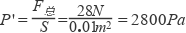 P' = F总/S = 28N/0.01m² = 2800Pa